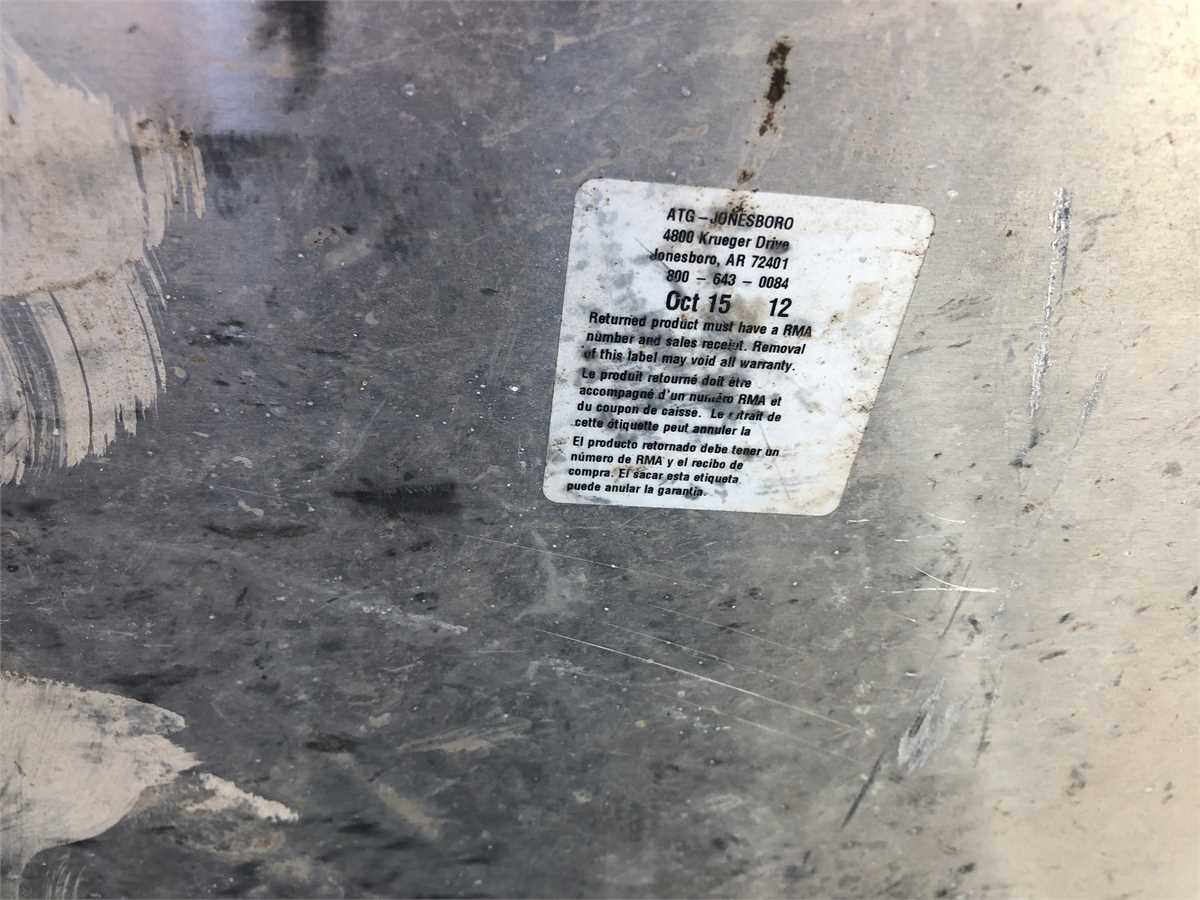 ATG - JONESBORO
4800 Krueger Drive
Jonesboro, AR 72401
800 - 643 - 0084
Oct 15 12
Returned product must have a RMA
number and sales receipt. Removal
of this label may void all warranty.
Le produit retourné doit être
accompagné d'un numéro RMA et
du coupon de caisse. Le retrait de
cette étiquette peut annuler la
El producto retornado debe tener un
número de RMA y el recibo de
compra. El sacar esta etiqueta
puede anular la garantia.